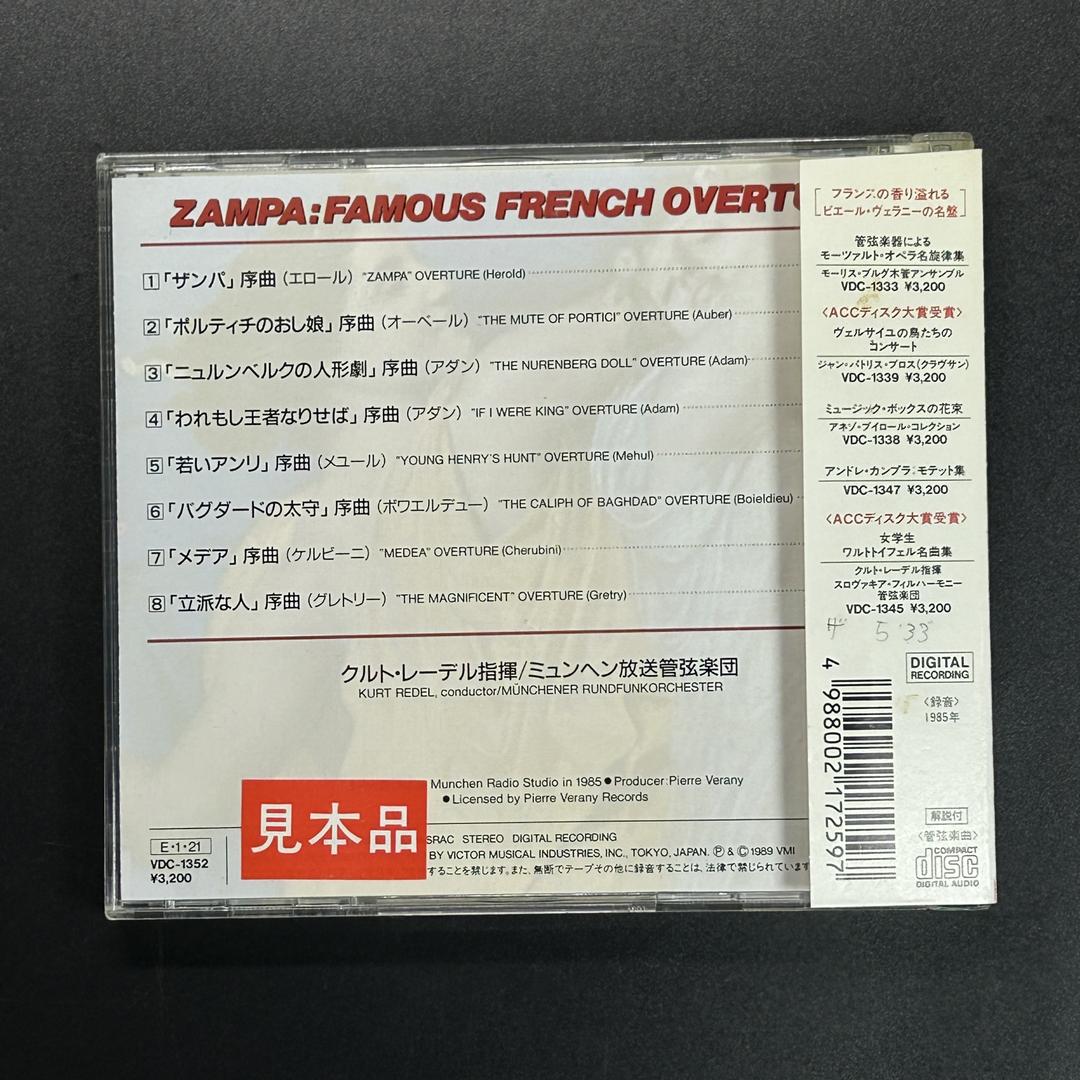 ZAMPA:FAMOUS FRENCH OVERTU
1「ザンパ」序曲(エロール) "ZAMPA" OVERTURE (Herold)
2「ポルティチのおし娘」序曲(オーベール) "THE MUTE OF PORTICI" OVERTURE (Auber)
3「ニュルンベルクの人形劇」序曲(アダン) "THE NURENBERG DOLL" OVERTURE (Adam)
4「われもし王者なりせば」序曲(アダン) "IF I WERE KING" OVERTURE (Adam)
5「若いアンリ」序曲(メユール) "YOUNG HENRY'S HUNT" OVERTURE (Mehul)
6「バグダードの太守」序曲(ボワエルデュー) "THE CALIPH OF BAGHDAD" OVERTURE (Boieldieu)
7「メデア」序曲(ケルビーニ) "MEDEA" OVERTURE (Cherubini)
8「立派な人」序曲(グレトリー) "THE MAGNIFICENT" OVERTURE (Gretry)
クルト・レーデル指揮/ミュンヘン放送管弦楽団
KURT REDEL, conductor/MÜNCHENER RUNDFUNKORCHESTER
Munchen Radio Studio in 1985●Producer:Pierre Verany
●Licensed by Pierre Verany Records
見本品
E・1・21
VDC-1352
¥3,200
SRAC STEREO DIGITAL RECORDING
BY VICTOR MUSICAL INDUSTRIES, INC., TOKYO, JAPAN. Ⓟ & Ⓒ 1989 VMI
することを禁じます。また、無断でテープその他に録音することは、法律で禁じられています
フランスの香り溢れる
ピエール・ヴェラニーの名盤
管弦楽器による
モーツァルト・オペラ名旋律集
モーリス・ブルグ木管アンサンブル
VDC-1333 ¥3,200
〈ACCディスク大賞受賞〉
ヴェルサイユの鳥たちの
コンサート
ジャン・パトリス・ブロス(クラヴサン)
VDC-1339 ¥3,200
ミュージック・ボックスの花束
アネゾ・ブイロール・コレクション
VDC-1338 ¥3,200
アンドレ・カンプラ:モテット集
VDC-1347 ¥3,200
〈ACCディスク大賞受賞〉
女学生
ワルトトイフェル名曲集
クルト・レーデル指揮
スロヴァキア・フィルハーモニー
管弦楽団
VDC-1345 ¥3,200
ザ 5'33"
DIGITAL
RECORDING
〈録音〉
1985年
4 988002 172597
解説付
〈管弦楽曲〉
COMPACT
disc
DIGITAL AUDIO